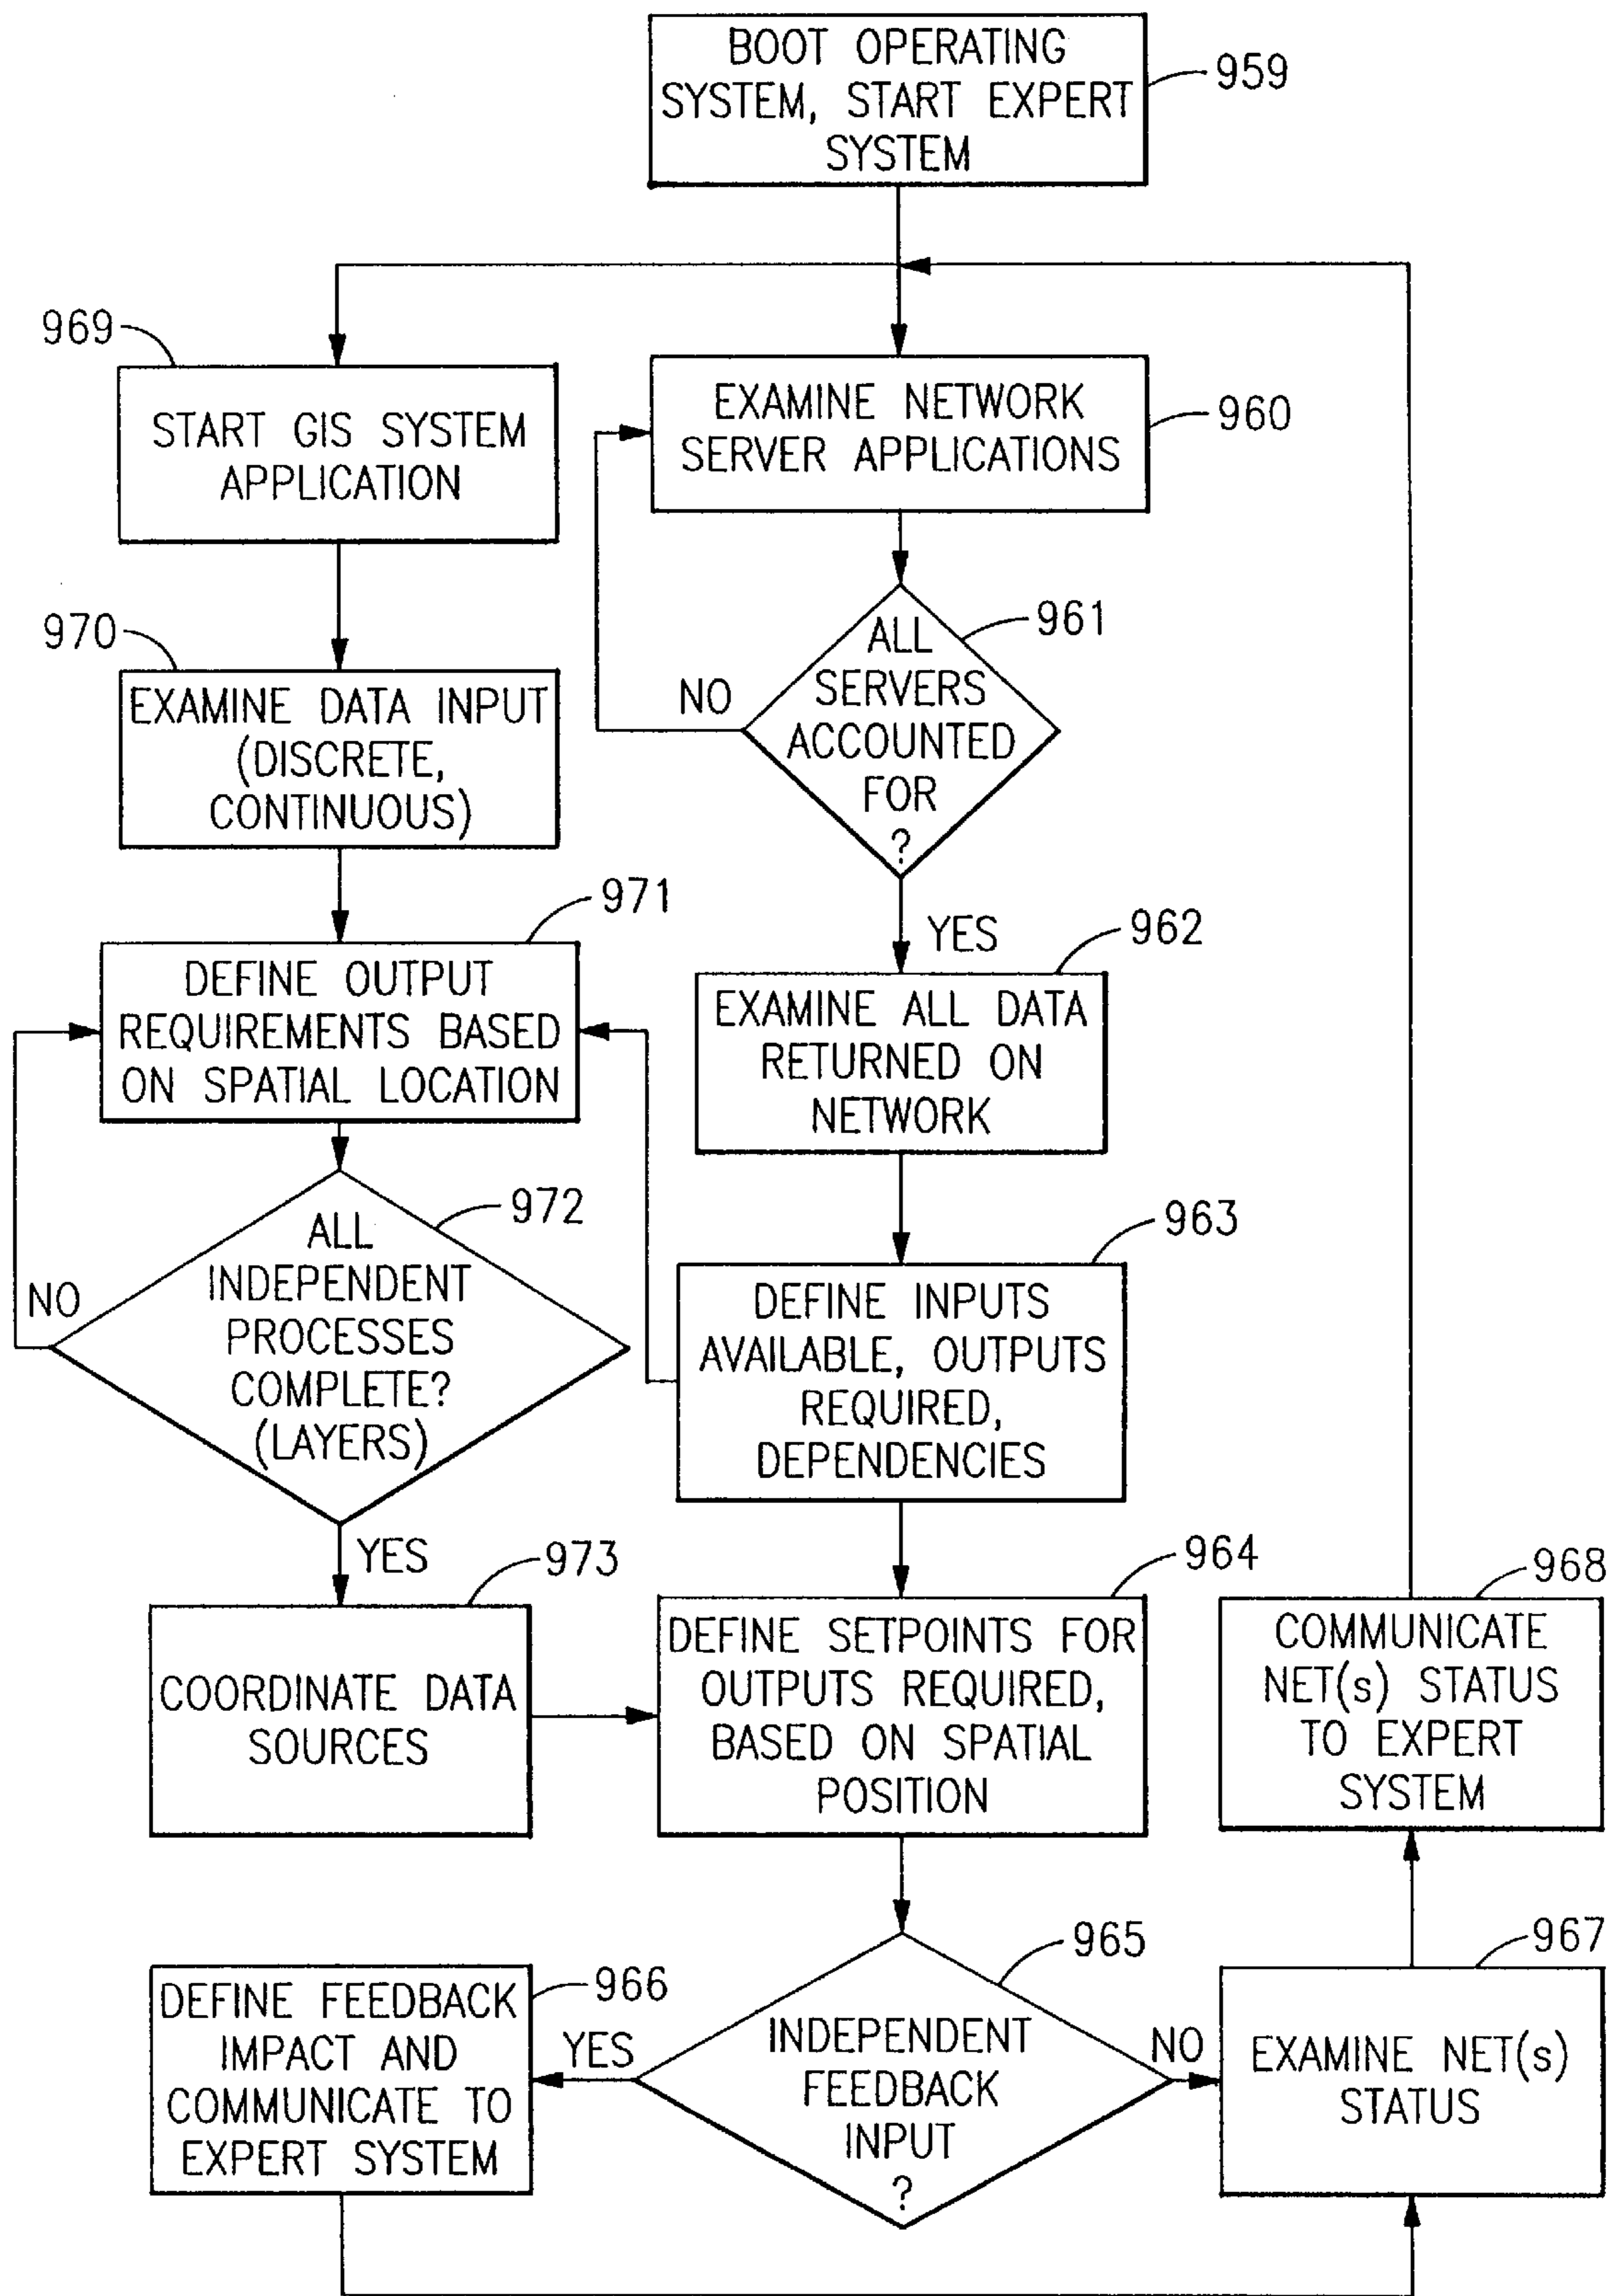 BOOT OPERATING
SYSTEM, START EXPERT
SYSTEM
959
969
START GIS SYSTEM
APPLICATION
EXAMINE NETWORK
SERVER APPLICATIONS
960
970
EXAMINE DATA INPUT
(DISCRETE,
CONTINUOUS)
961
ALL
SERVERS
ACCOUNTED
FOR
?
NO
YES
971
DEFINE OUTPUT
REQUIREMENTS BASED
ON SPATIAL LOCATION
962
EXAMINE ALL DATA
RETURNED ON
NETWORK
972
ALL
INDEPENDENT
PROCESSES
COMPLETE?
(LAYERS)
NO
YES
963
DEFINE INPUTS
AVAILABLE, OUTPUTS
REQUIRED,
DEPENDENCIES
973
COORDINATE DATA
SOURCES
964
DEFINE SETPOINTS FOR
OUTPUTS REQUIRED,
BASED ON SPATIAL
POSITION
968
COMMUNICATE
NET(s) STATUS
TO EXPERT
SYSTEM
966
DEFINE FEEDBACK
IMPACT AND
COMMUNICATE TO
EXPERT SYSTEM
YES
965
INDEPENDENT
FEEDBACK
INPUT
?
NO
967
EXAMINE NET(s)
STATUS